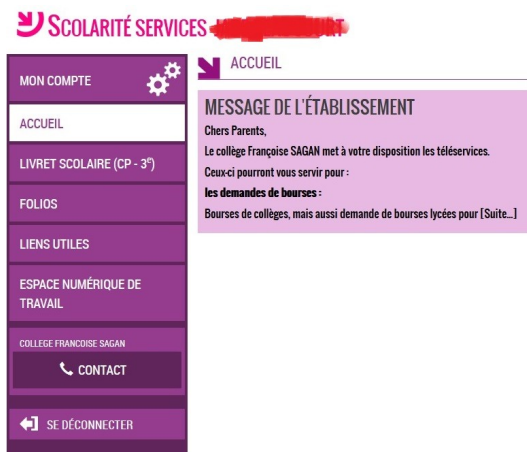 SCOLARITÉ SERVICES
MON COMPTE
ACCUEIL
LIVRET SCOLAIRE (CP - 3e)
FOLIOS
LIENS UTILES
ESPACE NUMÉRIQUE DE
TRAVAIL
COLLEGE FRANCOISE SAGAN
CONTACT
SE DÉCONNECTER
ACCUEIL
MESSAGE DE L'ÉTABLISSEMENT
Chers Parents,
Le collège Françoise SAGAN met à votre disposition les téléservices.
Ceux-ci pourront vous servir pour :
les demandes de bourses :
Bourses de collèges, mais aussi demande de bourses lycées pour [Suite...]